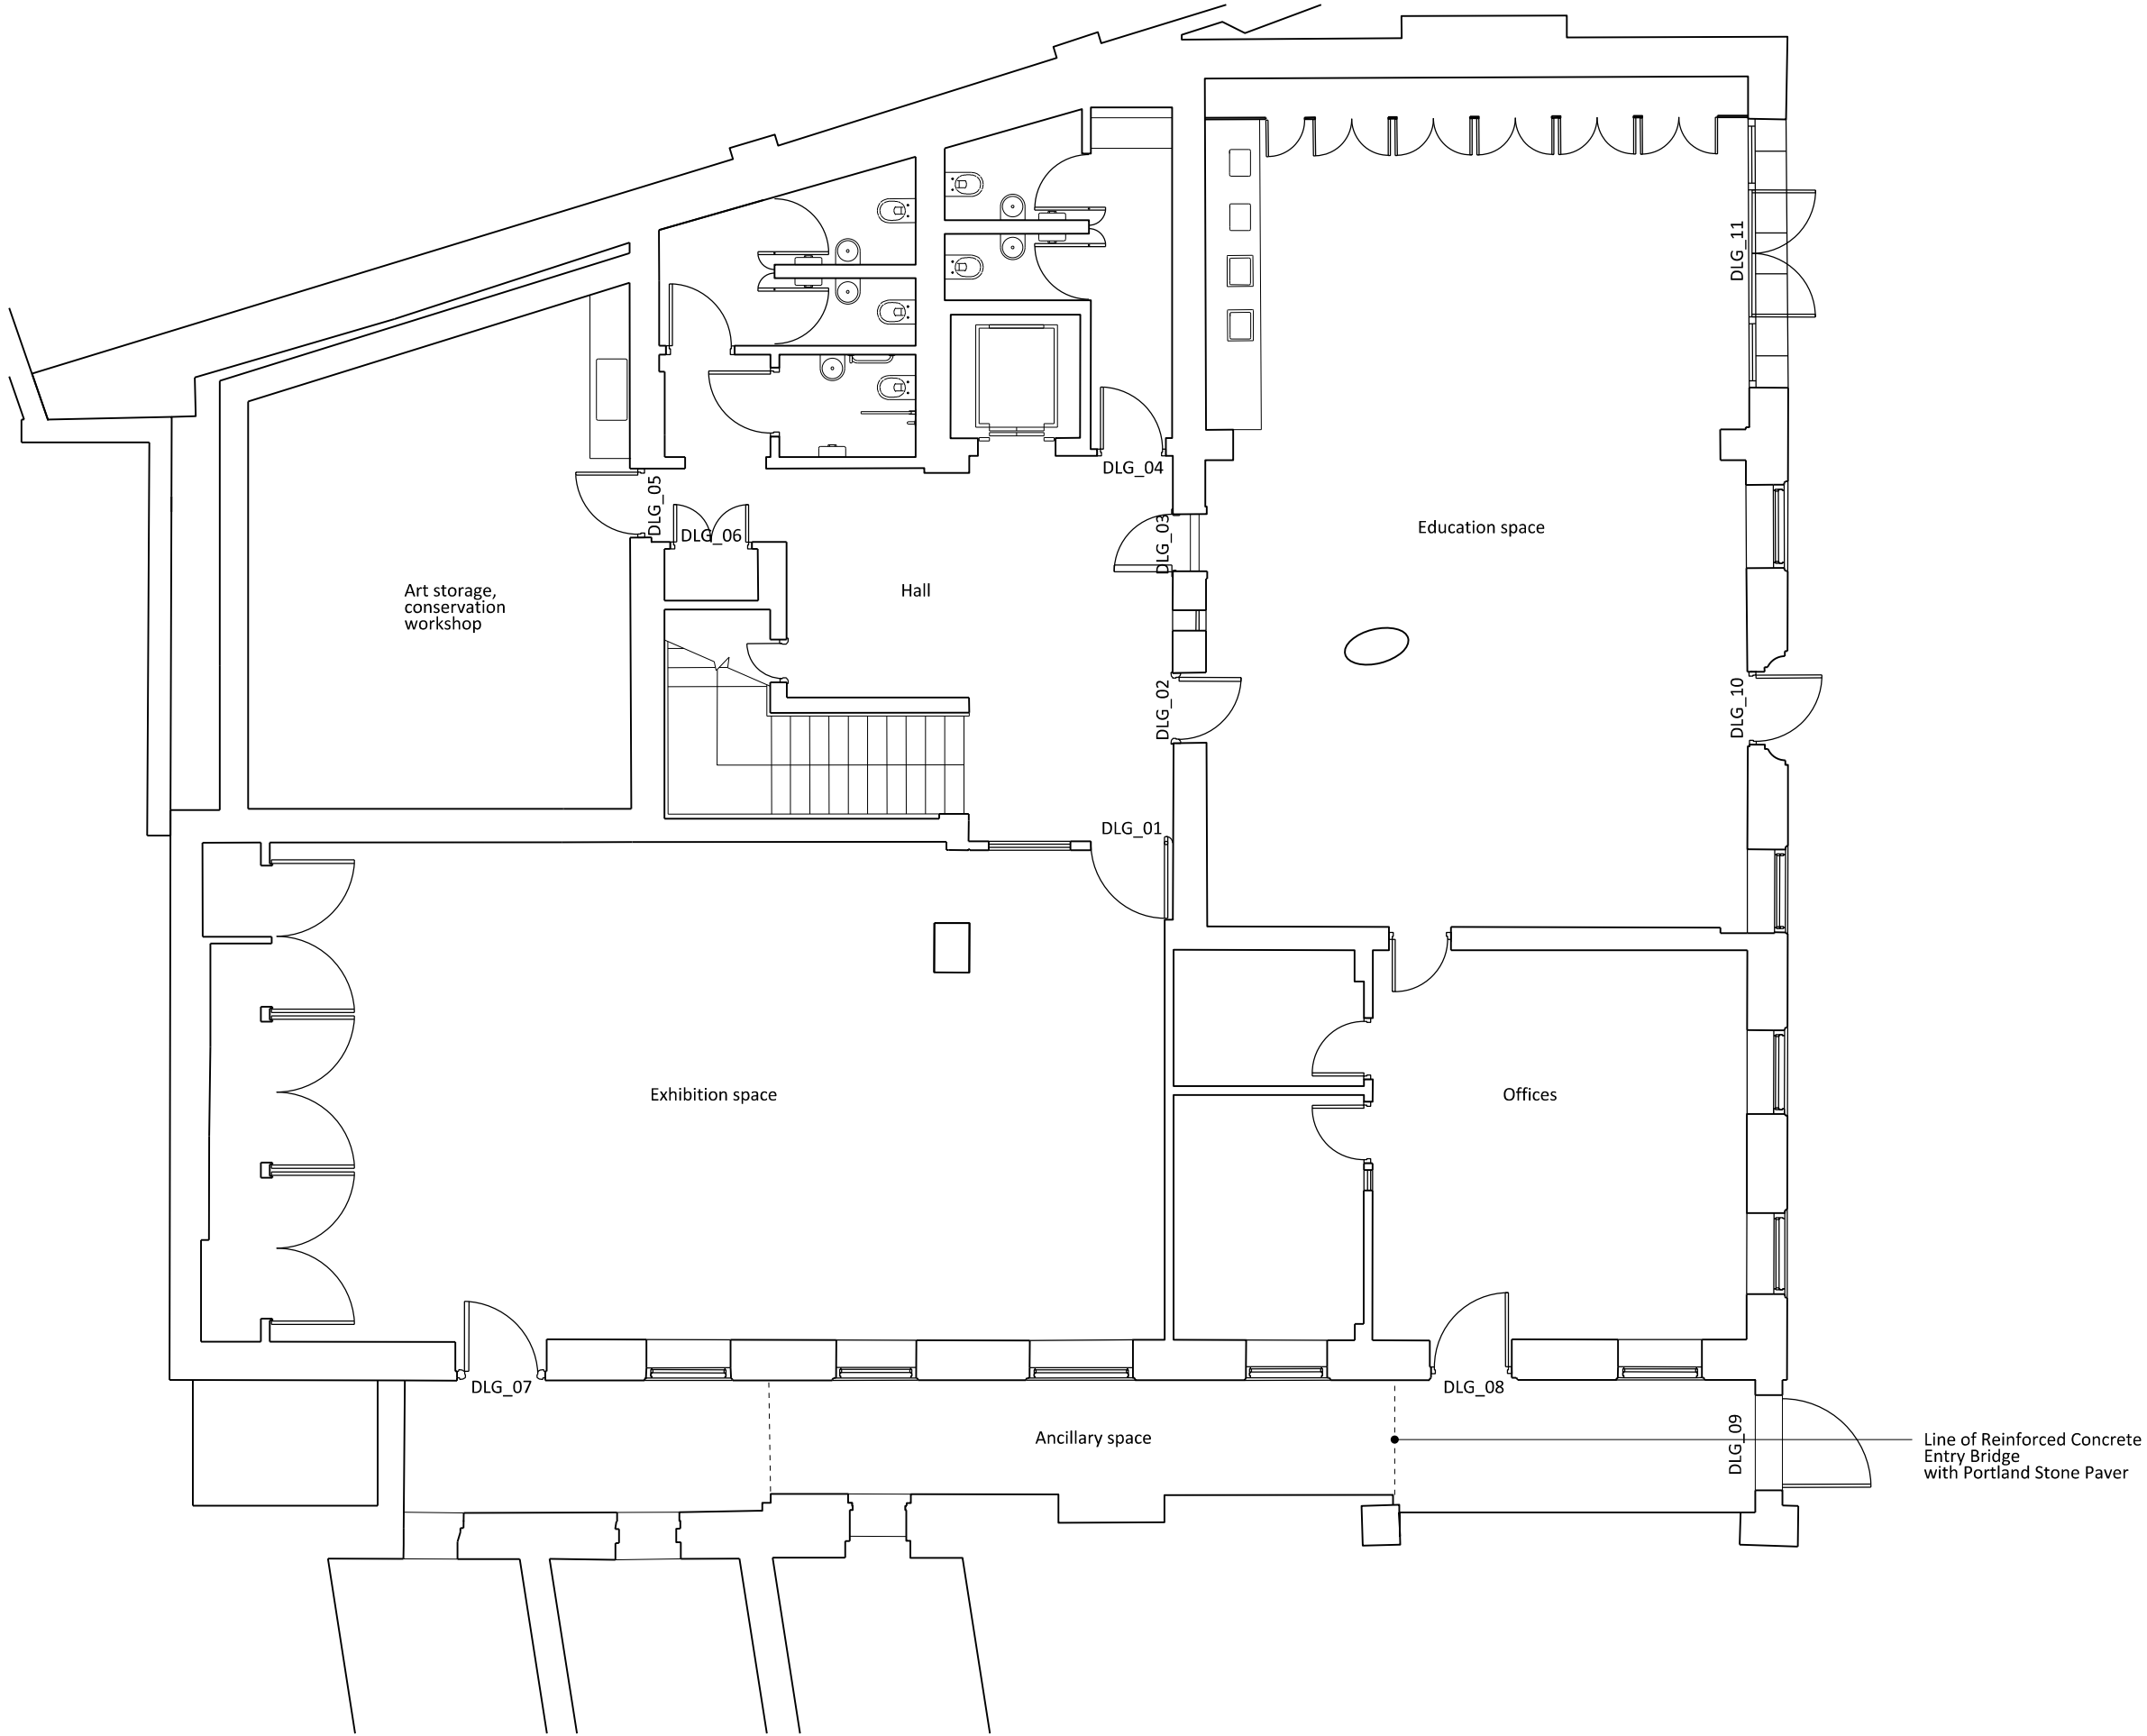 DLG_11
DLG_04
DLG_05
DLG_03
DLG_06
Education space
Hall
Art storage,
conservation
workshop
DLG_02
DLG_10
DLG_01
Exhibition space
Offices
DLG_07
DLG_08
Ancillary space
DLG_09
Line of Reinforced Concrete
Entry Bridge
with Portland Stone Paver